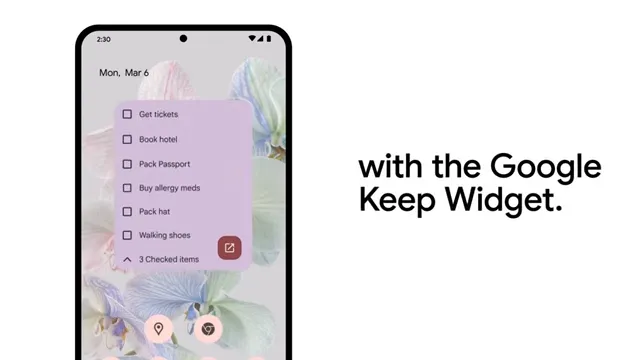 2:30
Mon, Mar 6
Get tickets
Book hotel
Pack Passport
Buy allergy meds
Pack hat
Walking shoes
3 Checked items
with the Google
Keep Widget.